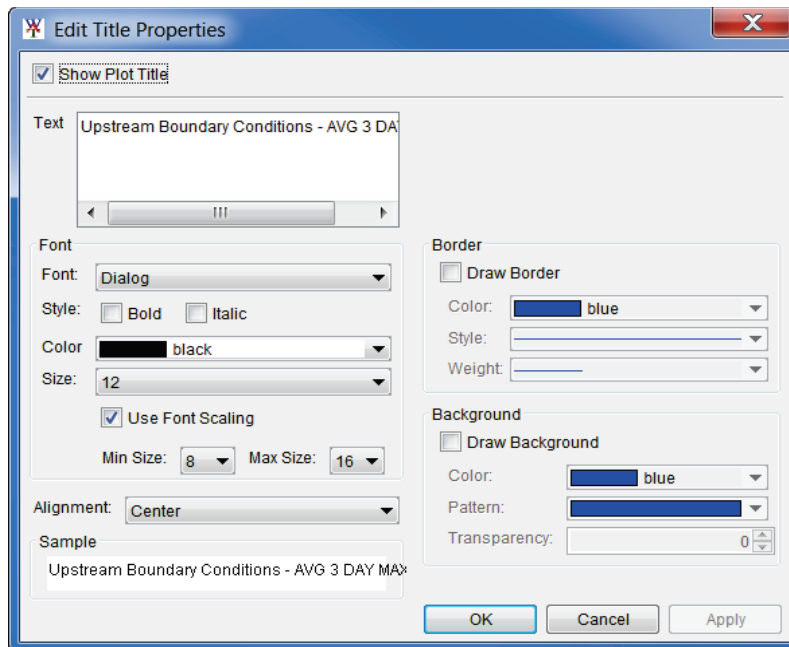 Edit Title Properties
Show Plot Title
Text
Upstream Boundary Conditions - AVG 3 DA
Font
Font:
Dialog
Style:
Bold
Italic
Color
black
Size:
12
Use Font Scaling
Min Size:
8
Max Size:
16
Alignment:
Center
Sample
Upstream Boundary Conditions - AVG 3 DAY MAX
Border
Draw Border
Color:
blue
Style:
Weight:
Background
Draw Background
Color:
blue
Pattern:
Transparency:
0
OK
Cancel
Apply